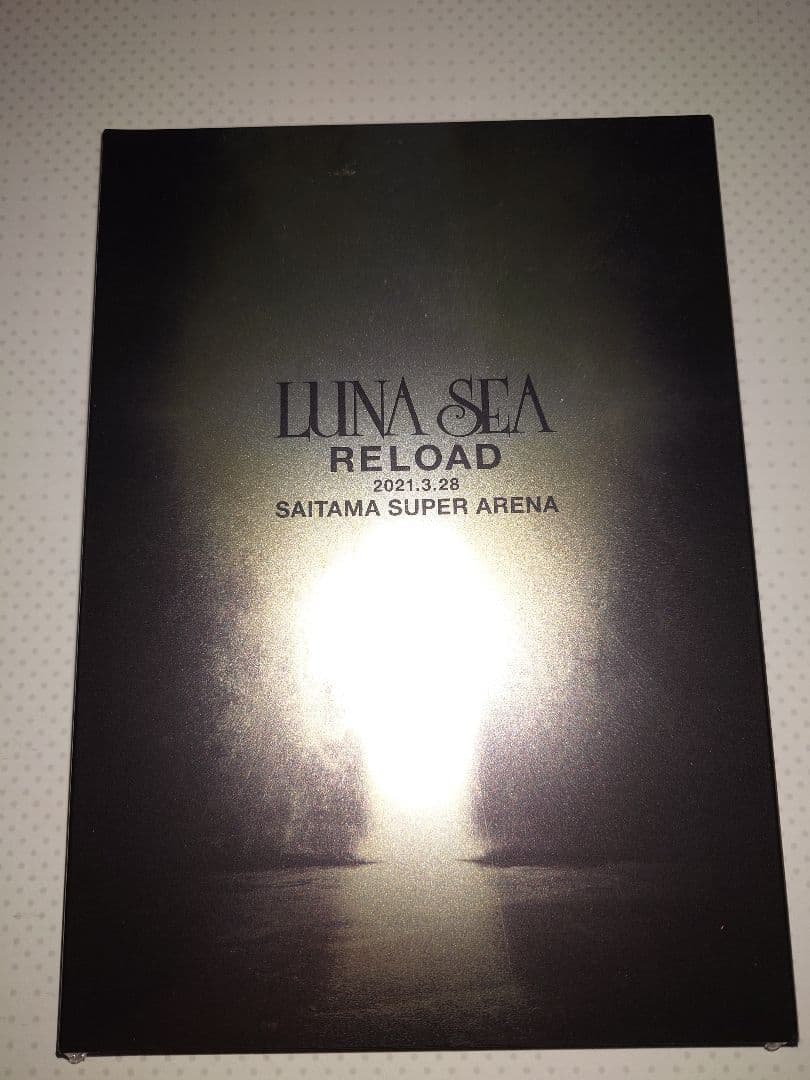 LUNA SEA
RELOAD
2021.3.28
SAITAMA SUPER ARENA